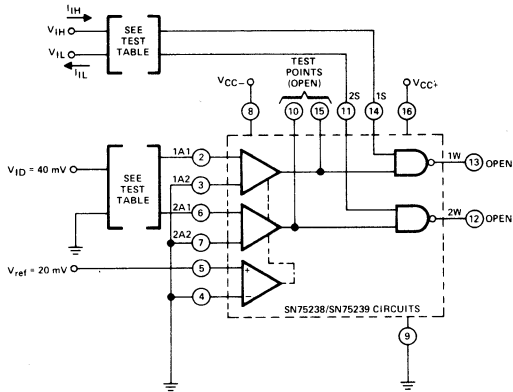 I_IH
V_IH
V_IL
I_IL
SEE
TEST
TABLE
TEST
POINTS
(OPEN)
V_CC-
8
10
15
2S
11
1S
14
V_CC+
16
V_ID = 40 mV
SEE
TEST
TABLE
1A1
2
1A2
3
2A1
6
2A2
7
V_ref = 20 mV
5
4
+
−
1W
13
OPEN
2W
12
OPEN
SN75238/SN75239 CIRCUITS
9